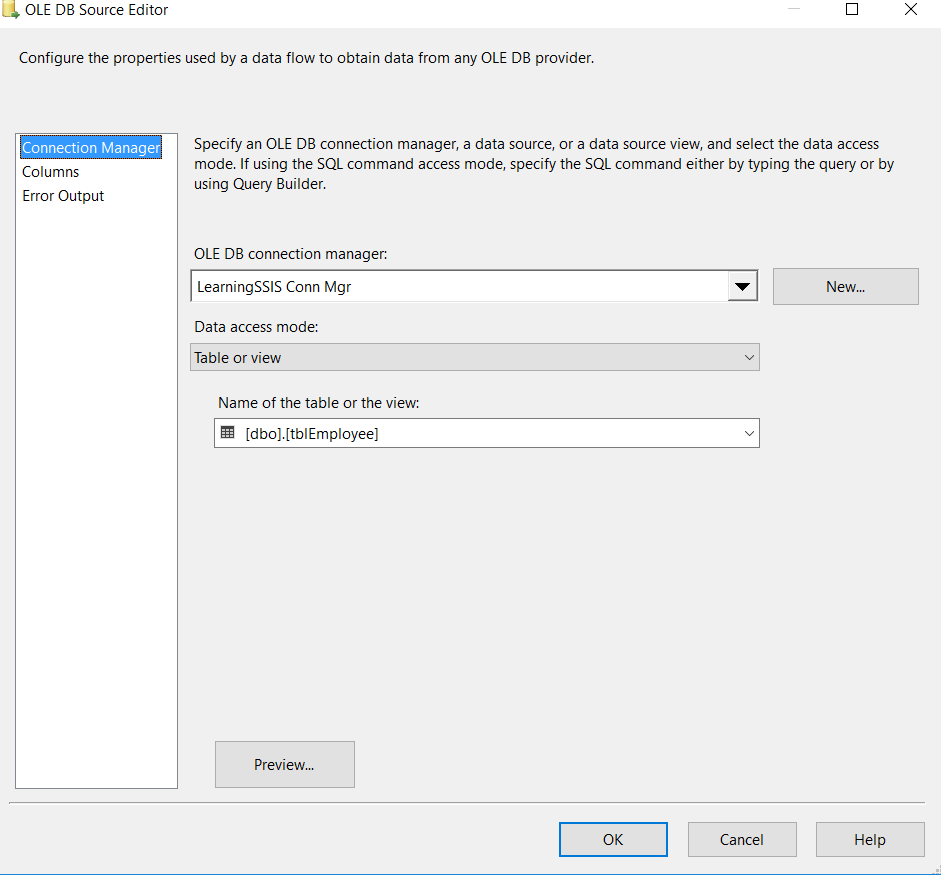 OLE DB Source Editor
Configure the properties used by a data flow to obtain data from any OLE DB provider.
Connection Manager
Columns
Error Output
Specify an OLE DB connection manager, a data source, or a data source view, and select the data access
mode. If using the SQL command access mode, specify the SQL command either by typing the query or by
using Query Builder.
OLE DB connection manager:
LearningSSIS Conn Mgr
New...
Data access mode:
Table or view
Name of the table or the view:
[dbo].[tblEmployee]
Preview...
OK
Cancel
Help